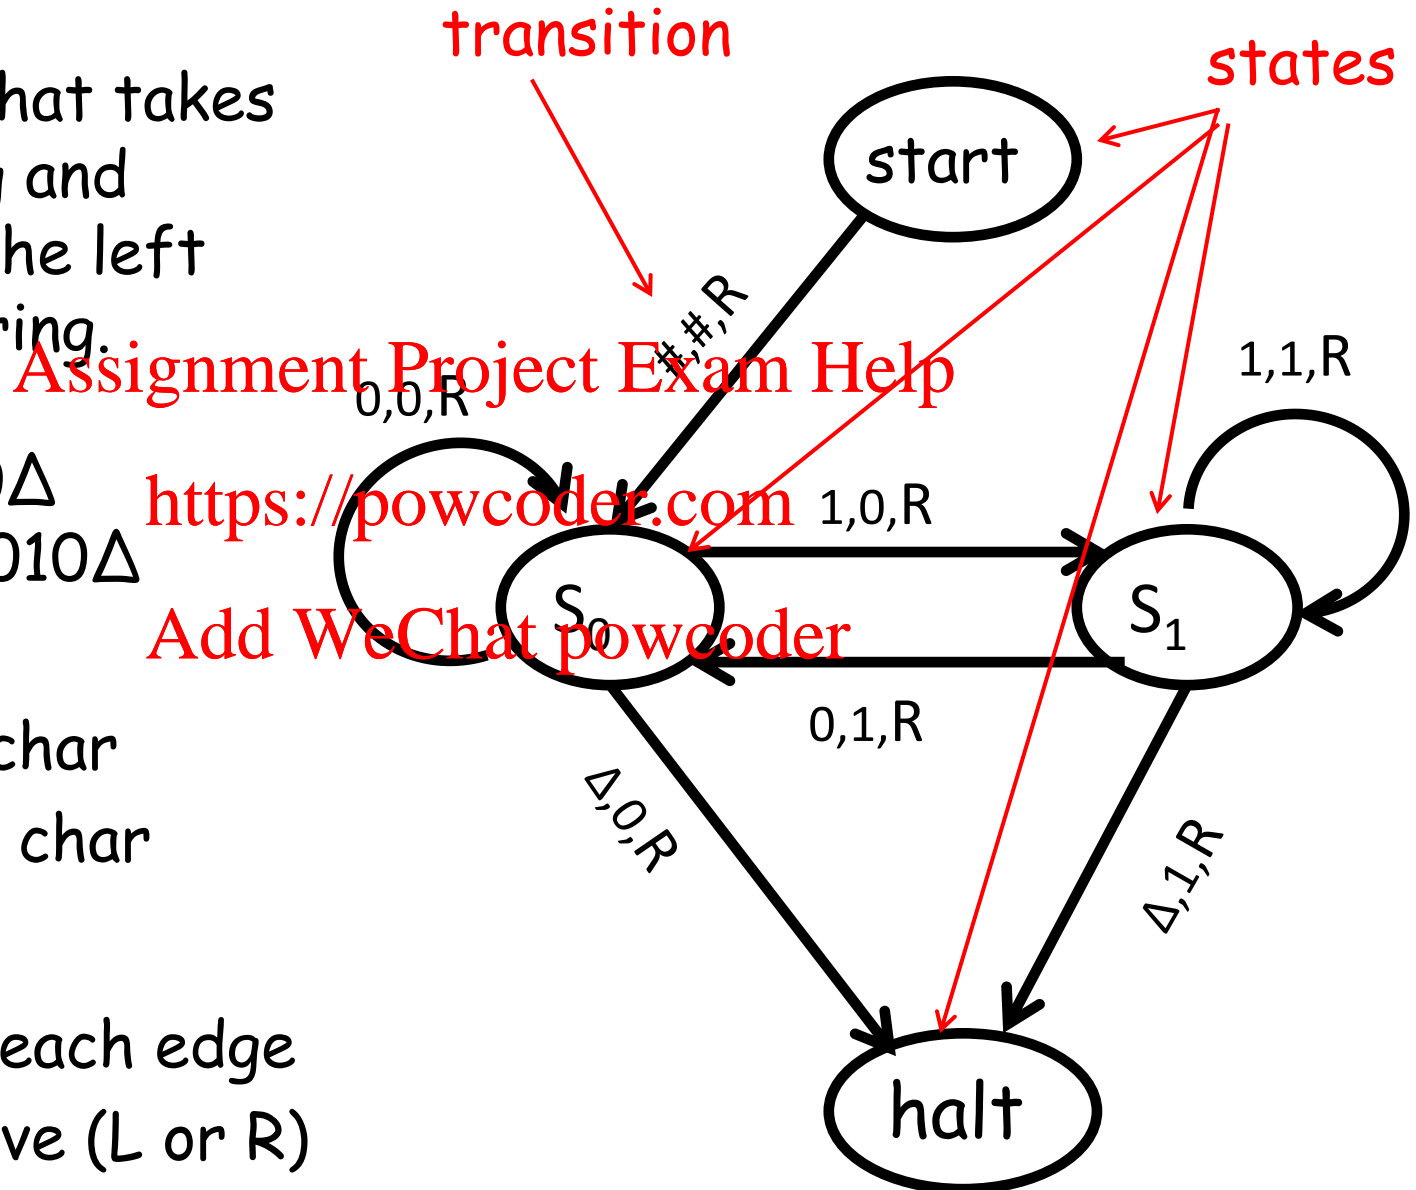 transition
states
hat takes
start
and
he left
ring.
#,#,R
Assignment Project Exam Help
1,1,R
0,0,R
0Δ
https://powcoder.com
1,0,R
010Δ
Add WeChat powcoder
S₀
S₁
char
0,1,R
Δ,0,R
char
Δ,1,R
each edge
halt
ve (L or R)